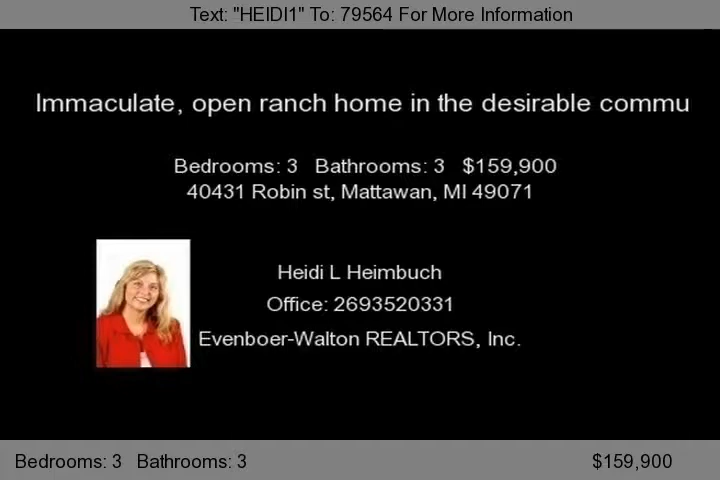 Text: "HEIDI1" To: 79564 For More Information
Immaculate, open ranch home in the desirable commu
Bedrooms: 3 Bathrooms: 3 $159,900
40431 Robin st, Mattawan, MI 49071
Heidi L Heimbuch
Office: 2693520331
Evenboer-Walton REALTORS, Inc.
Bedrooms: 3 Bathrooms: 3 $159,900